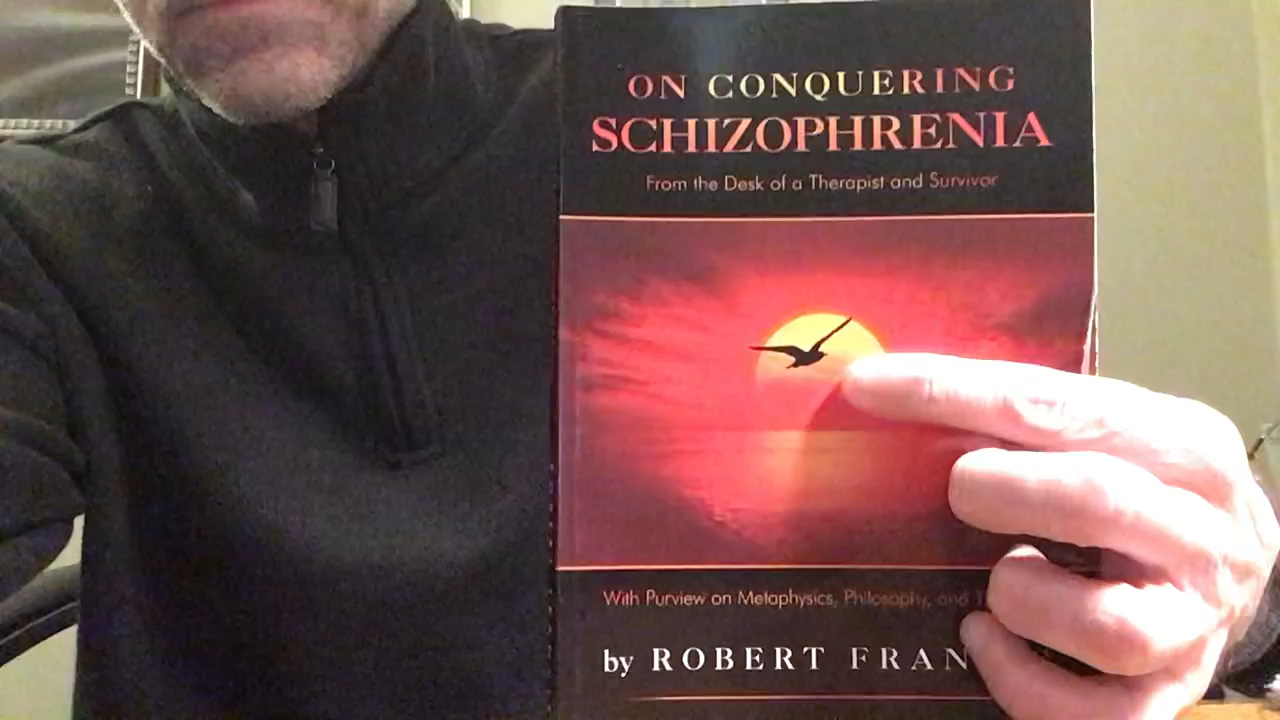 ON CONQUERING
SCHIZOPHRENIA
From the Desk of a Therapist and Survivor
With Purview on Metaphysics, Philosophy, and
by ROBERT FRAN